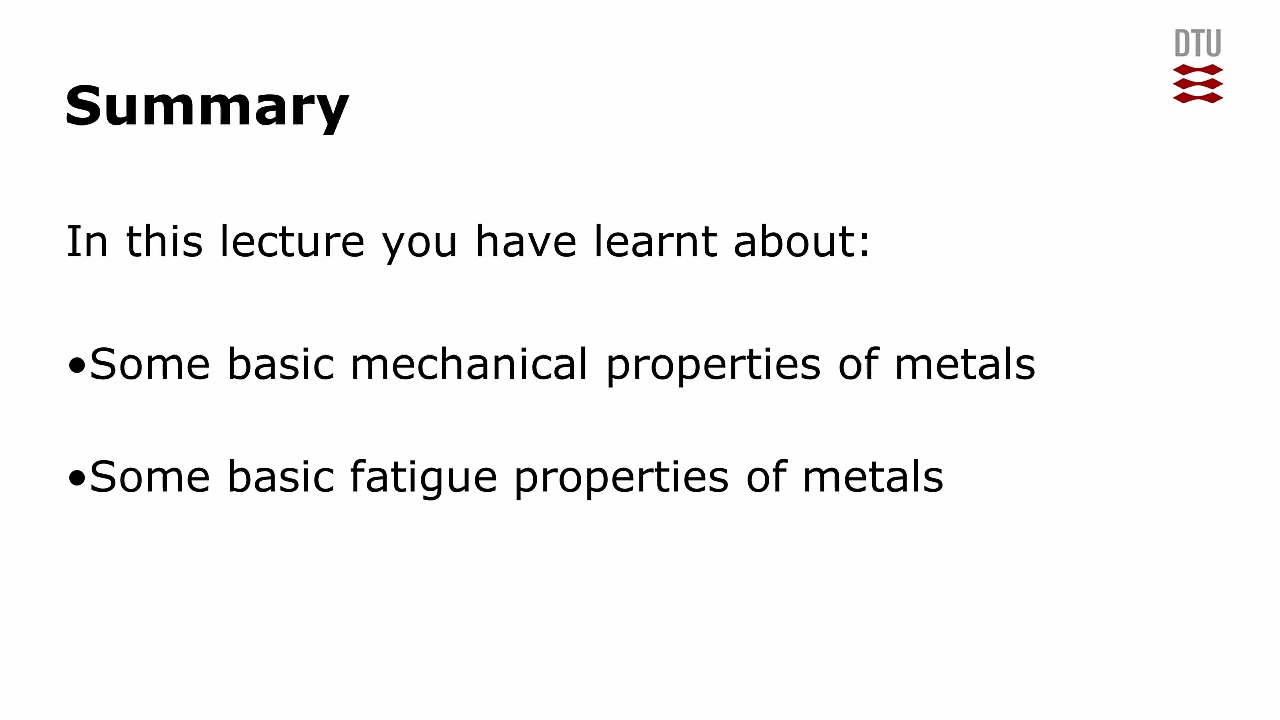 DTU
Summary
In this lecture you have learnt about:
•Some basic mechanical properties of metals
•Some basic fatigue properties of metals